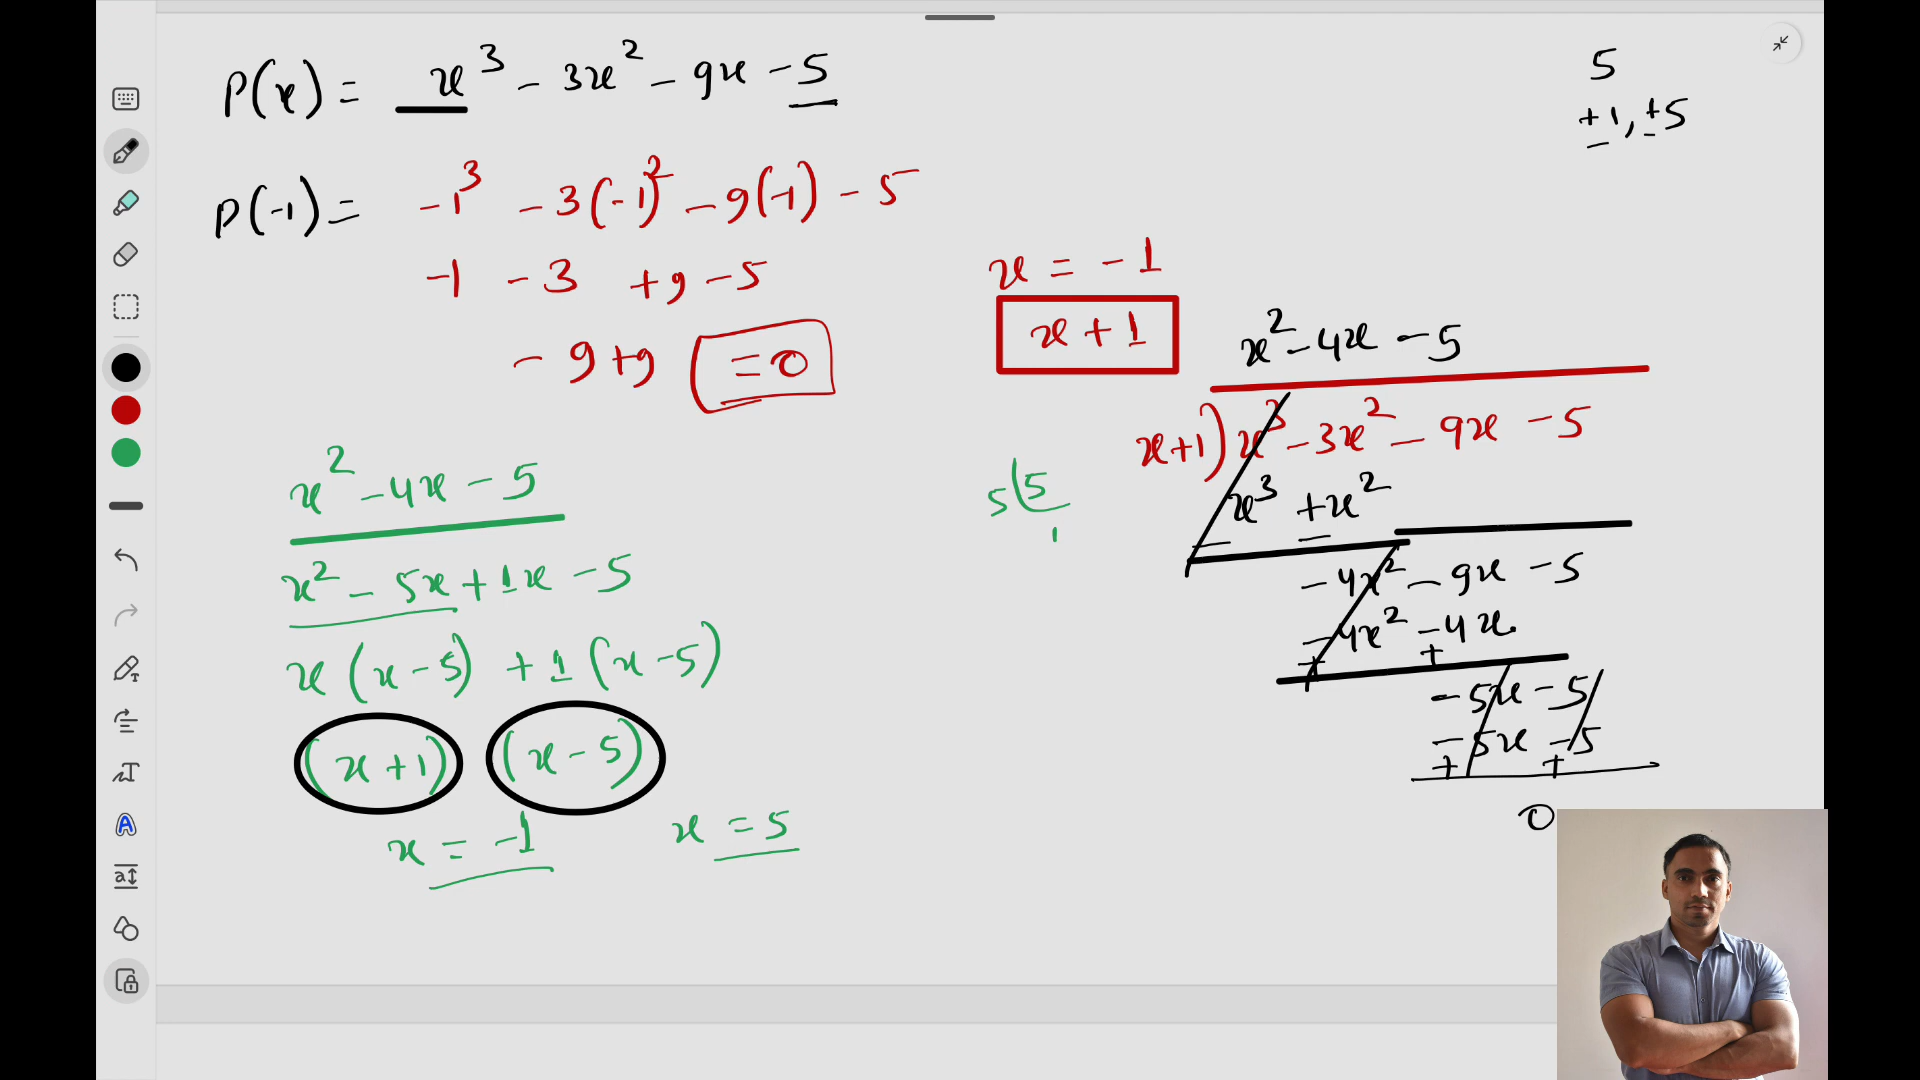 P(x) = x³ - 3x² - 9x - 5
5
±1, ±5
P(-1) = -1³ - 3(-1)² - 9(-1) - 5
-1 - 3 + 9 - 5
- 9 + 9 = 0
x = -1
x + 1
x² - 4x - 5
x+1) x³ - 3x² - 9x - 5
x³ + x²
-
-
- 4x² - 9x - 5
- 4x² - 4x
+
+
- 5x - 5
- 5x - 5
+
+
0
5(5
1
x² - 4x - 5
x² - 5x + 1x - 5
x (x - 5) + 1 (x - 5)
(x + 1) (x - 5)
x = -1
x = 5